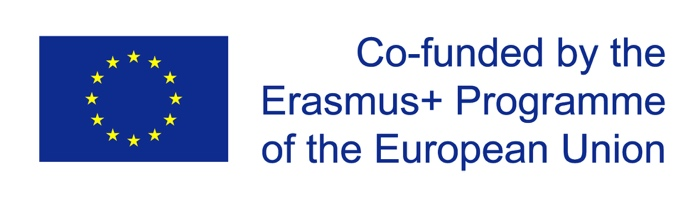 Co-funded by the
Erasmus+ Programme
of the European Union